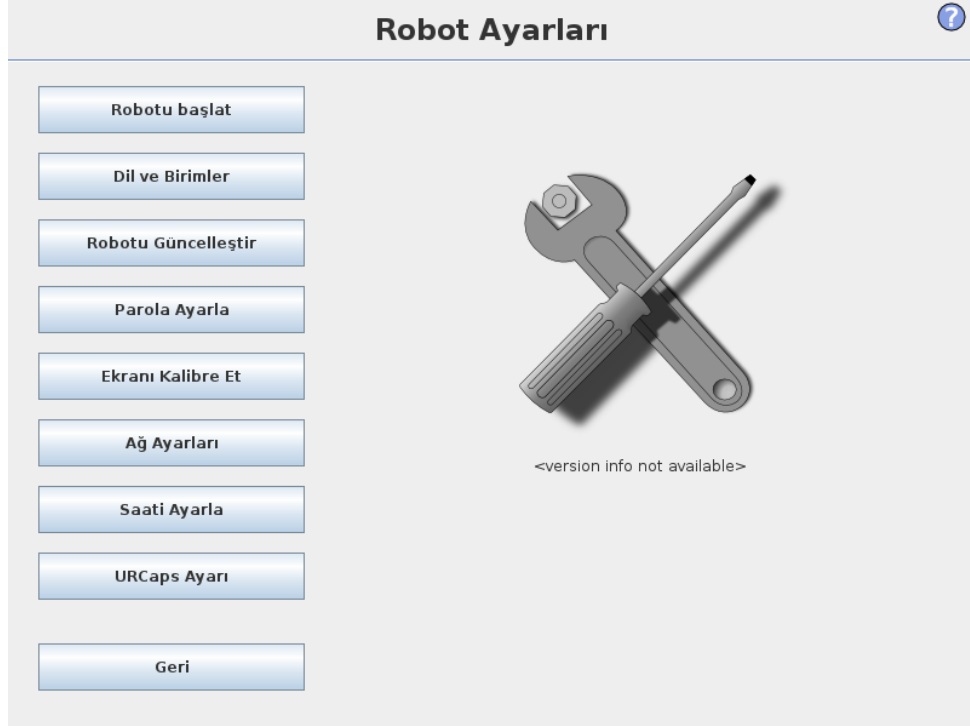 Robot Ayarları
?
Robotu başlat
Dil ve Birimler
Robotu Güncelleştir
Parola Ayarla
Ekranı Kalibre Et
Ağ Ayarları
Saati Ayarla
URCaps Ayarı
Geri
<version info not available>